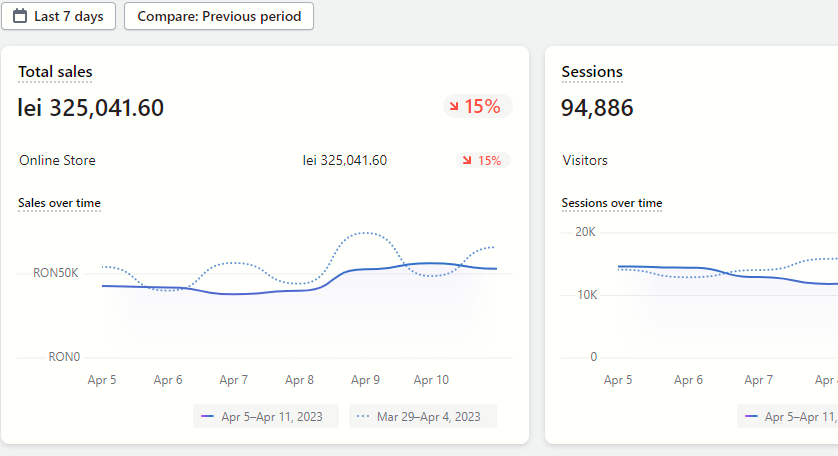 Last 7 days
Compare: Previous period
Total sales
lei 325,041.60
15%
Online Store
lei 325,041.60
15%
Sales over time
RON50K
RON0
Apr 5
Apr 6
Apr 7
Apr 8
Apr 9
Apr 10
Apr 5–Apr 11, 2023
Mar 29–Apr 4, 2023
Sessions
94,886
Visitors
Sessions over time
20K
10K
0
Apr 5
Apr 6
Apr 7
Apr
Apr 5–Apr 11,